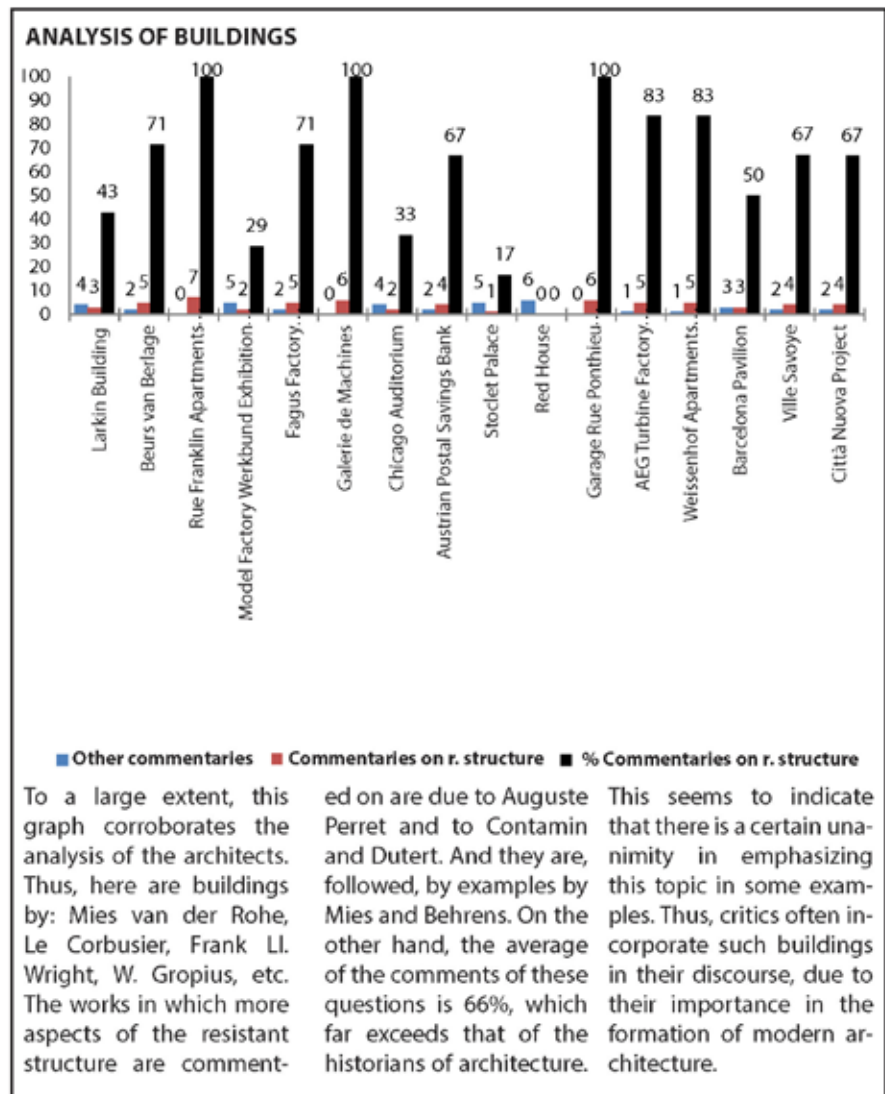 ANALYSIS OF BUILDINGS
100
90
80
70
60
50
40
30
20
10
0
4 3 43
2 5 71
0 7 100
5 2 29
2 5 71
0 6 100
4 2 33
2 4 67
5 1 17
6 0 0
0 6 100
1 5 83
1 5 83
3 3 50
2 4 67
2 4 67
Larkin Building
Beurs van Berlage
Rue Franklin Apartments.
Model Factory Werkbund Exhibition
Fagus Factory.
Galerie de Machines
Chicago Auditorium
Austrian Postal Savings Bank
Stoclet Palace
Red House
Garage Rue Ponthieu.
AEG Turbine Factory.
Weissenhof Apartments.
Barcelona Pavilion
Ville Savoye
Città Nuova Project
Other commentaries Commentaries on r. structure % Commentaries on r. structure
To a large extent, this
graph corroborates the
analysis of the architects.
Thus, here are buildings
by: Mies van der Rohe,
Le Corbusier, Frank Ll.
Wright, W. Gropius, etc.
The works in which more
aspects of the resistant
structure are comment-
ed on are due to Auguste
Perret and to Contamin
and Dutert. And they are,
followed, by examples by
Mies and Behrens. On the
other hand, the average
of the comments of these
questions is 66%, which
far exceeds that of the
historians of architecture.
This seems to indicate
that there is a certain una-
nimity in emphasizing
this topic in some exam-
ples. Thus, critics often in-
corporate such buildings
in their discourse, due to
their importance in the
formation of modern ar-
chitecture.